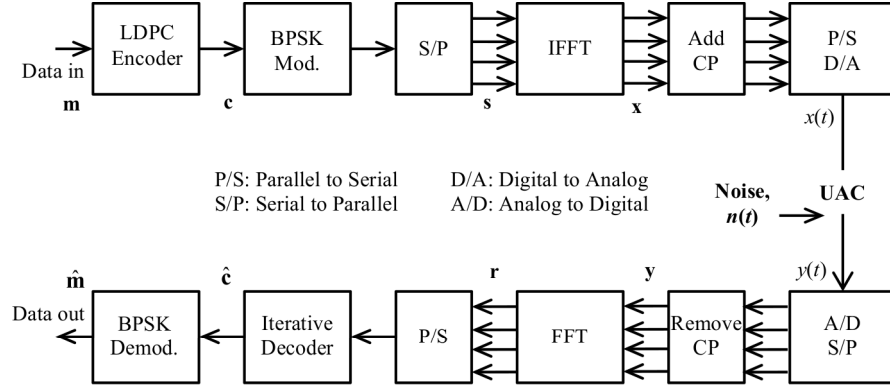 LDPC
Encoder
BPSK
Mod.
S/P
IFFT
Add
CP
P/S
D/A
Data in
m
c
s
x
x(t)
P/S: Parallel to Serial
D/A: Digital to Analog
S/P: Serial to Parallel
A/D: Analog to Digital
Noise,
n(t)
UAC
m̂
ĉ
r
y
y(t)
Data out
BPSK
Demod.
Iterative
Decoder
P/S
FFT
Remove
CP
A/D
S/P